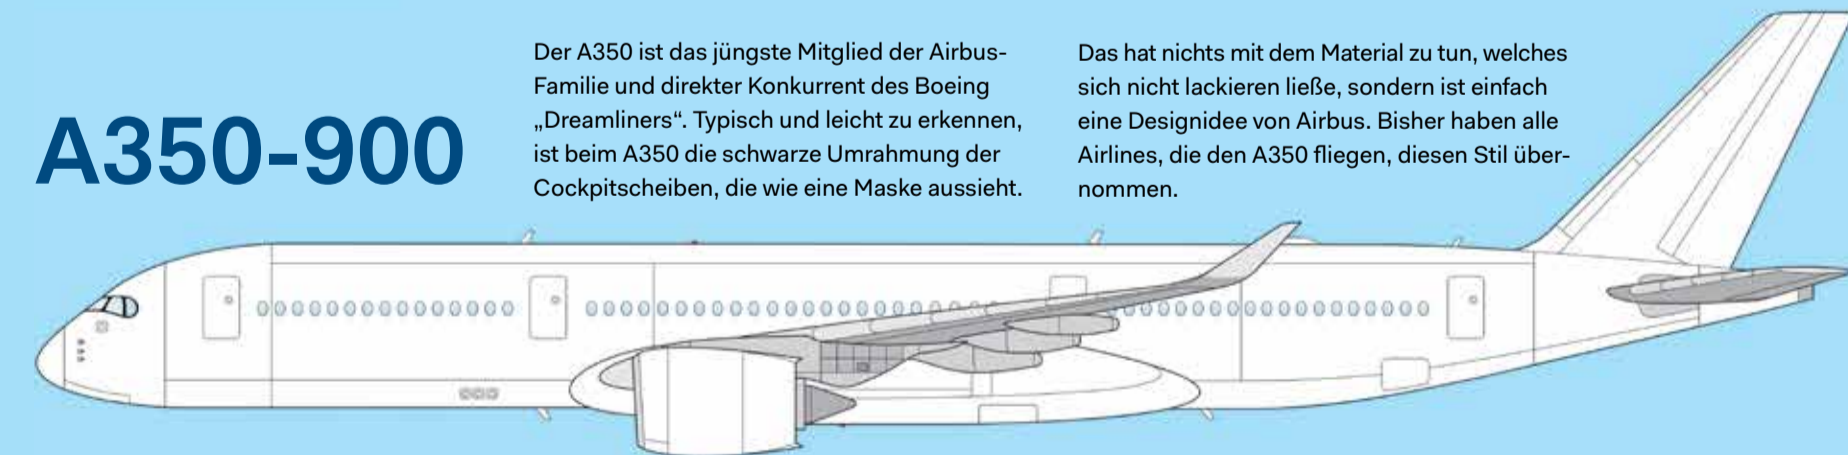 A350-900
Der A350 ist das jüngste Mitglied der Airbus-
Familie und direkter Konkurrent des Boeing
„Dreamliners“. Typisch und leicht zu erkennen,
ist beim A350 die schwarze Umrahmung der
Cockpitscheiben, die wie eine Maske aussieht.
Das hat nichts mit dem Material zu tun, welches
sich nicht lackieren ließe, sondern ist einfach
eine Designidee von Airbus. Bisher haben alle
Airlines, die den A350 fliegen, diesen Stil über-
nommen.